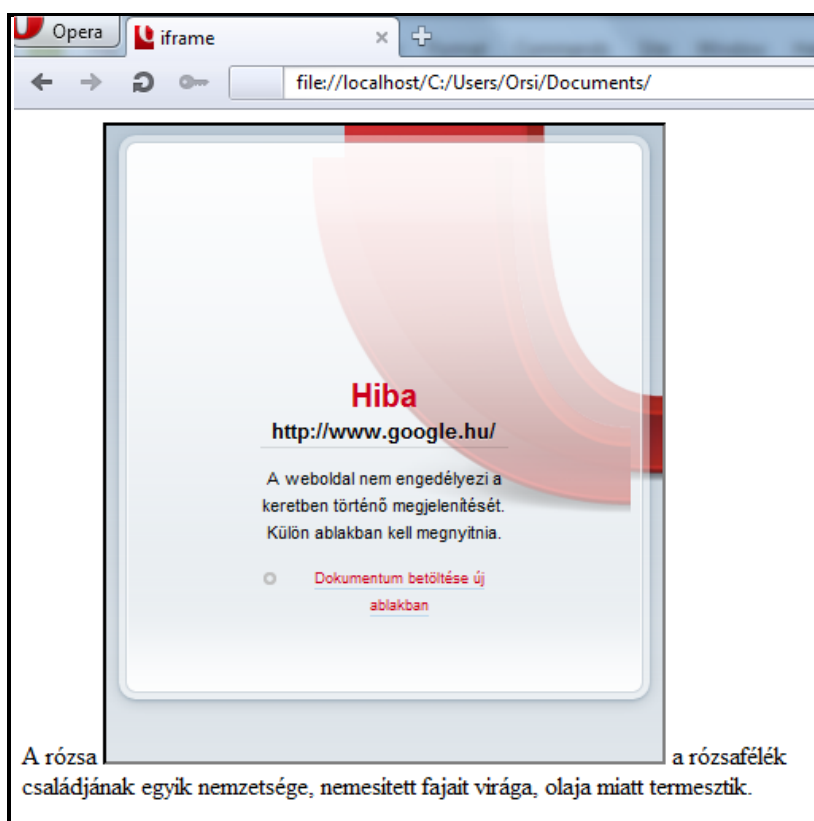 Opera
iframe
file://localhost/C:/Users/Orsi/Documents/
Hiba
http://www.google.hu/
A weboldal nem engedélyezi a
keretben történő megjelenítését.
Külön ablakban kell megnyitnia.
Dokumentum betöltése új
ablakban
A rózsa a rózsafélék
családjának egyik nemzetsége, nemesített fajait virága, olaja miatt termesztik.